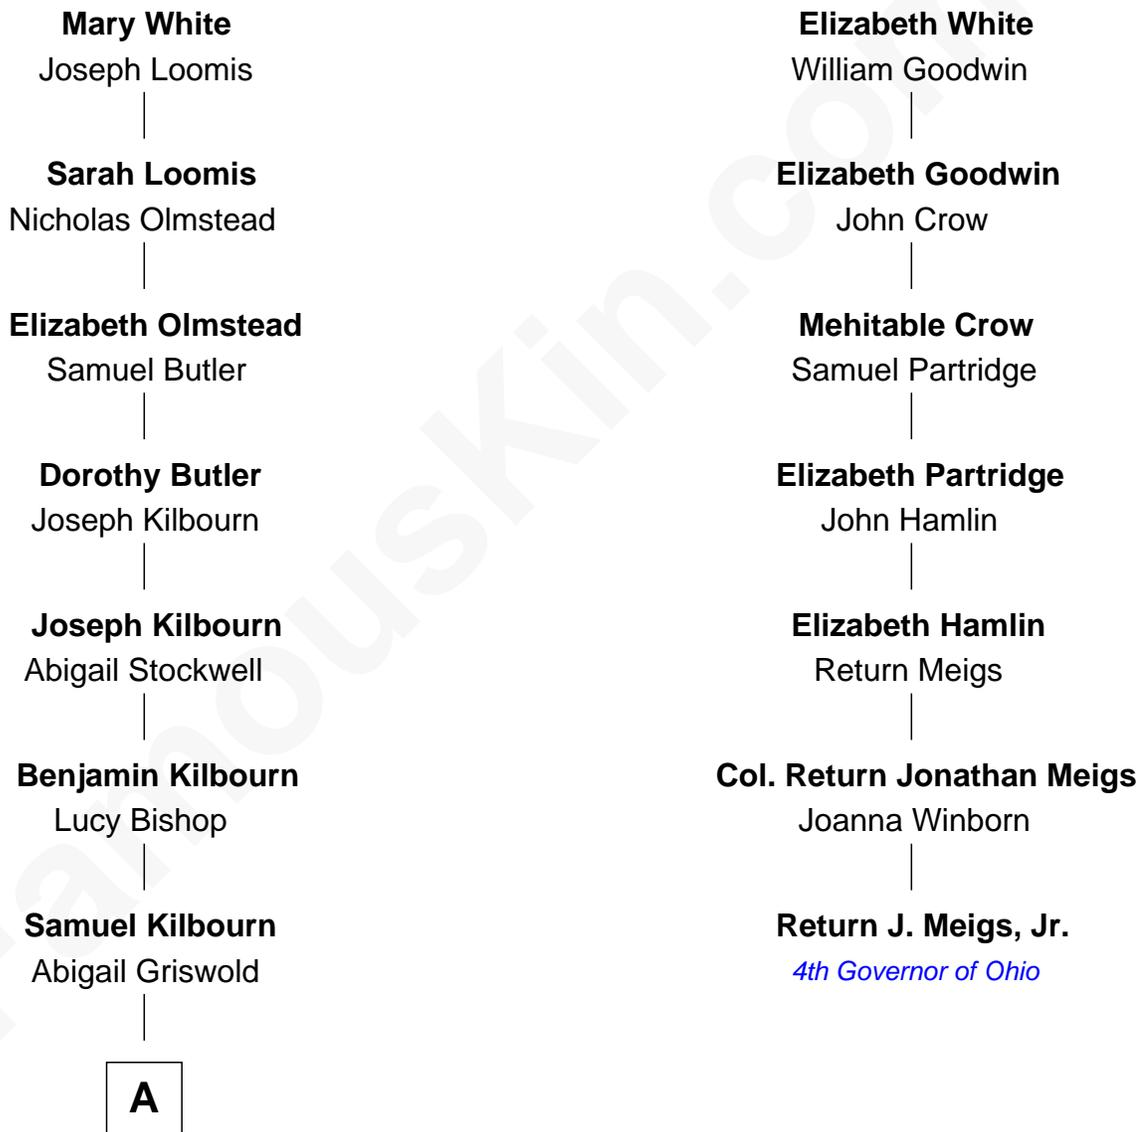 Mary White
Joseph Loomis
Sarah Loomis
Nicholas Olmstead
Elizabeth Olmstead
Samuel Butler
Dorothy Butler
Joseph Kilbourn
Joseph Kilbourn
Abigail Stockwell
Benjamin Kilbourn
Lucy Bishop
Samuel Kilbourn
Abigail Griswold
A
Elizabeth White
William Goodwin
Elizabeth Goodwin
John Crow
Mehitable Crow
Samuel Partridge
Elizabeth Partridge
John Hamlin
Elizabeth Hamlin
Return Meigs
Col. Return Jonathan Meigs
Joanna Winborn
Return J. Meigs, Jr.
4th Governor of Ohio
FamousKin.com